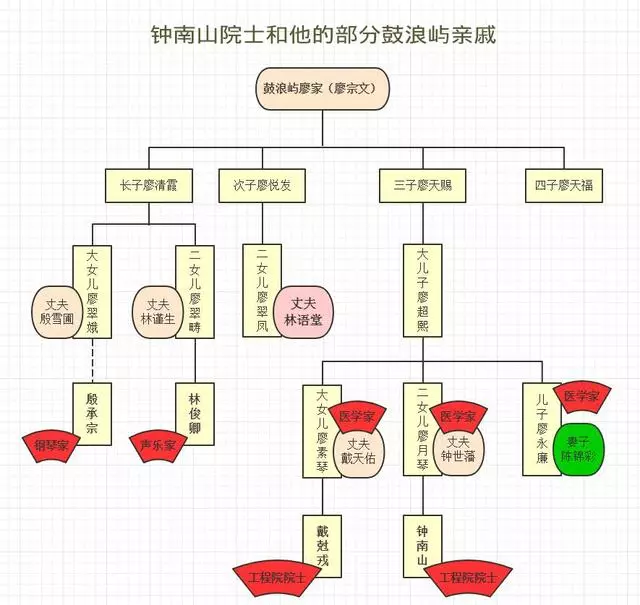 钟南山院士和他的部分鼓浪屿亲戚
鼓浪屿廖家（廖宗文）
长子廖清霞
次子廖悦发
三子廖天赐
四子廖天福
大女儿廖翠娥
丈夫
殷雪圃
二女儿廖翠畴
丈夫
林谨生
二女儿廖翠凤
丈夫
林语堂
大儿子廖超熙
殷承宗
钢琴家
林俊卿
声乐家
大女儿廖素琴
医学家
丈夫
戴天佑
二女儿廖月琴
医学家
丈夫
钟世藩
儿子廖永廉
医学家
妻子
陈锦彩
戴尅戎
工程院院士
钟南山
工程院院士